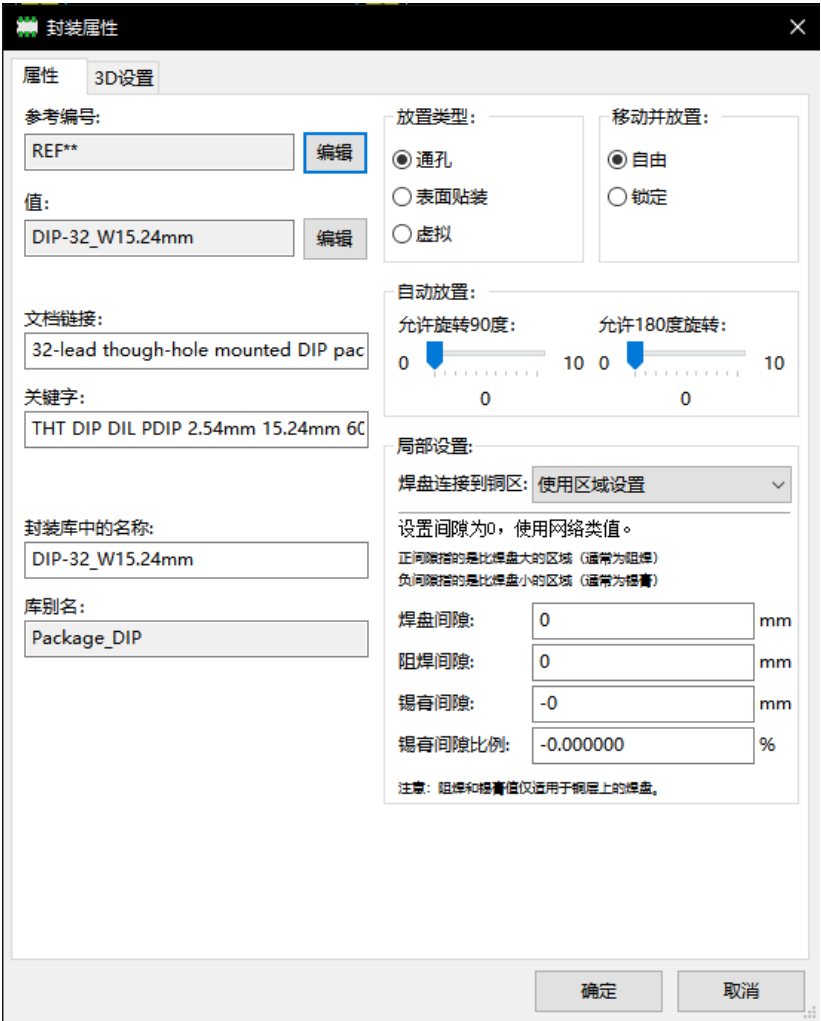 封装属性
属性
3D设置
参考编号:
REF**
编辑
值:
DIP-32_W15.24mm
编辑
文档链接:
32-lead though-hole mounted DIP pac
关键字:
THT DIP DIL PDIP 2.54mm 15.24mm 60
封装库中的名称:
DIP-32_W15.24mm
库别名:
Package_DIP
放置类型:
通孔
表面贴装
虚拟
移动并放置:
自由
锁定
自动放置:
允许旋转90度:
0
10
0
允许180度旋转:
0
10
0
局部设置:
焊盘连接到铜区:
使用区域设置
设置间隙为0，使用网络类值。
正间隙指的是比焊盘大的区域（通常为阻焊）
负间隙指的是比焊盘小的区域（通常为锡膏）
焊盘间隙:
0
mm
阻焊间隙:
0
mm
锡膏间隙:
-0
mm
锡膏间隙比例:
-0.000000
%
注意: 阻焊和锡膏值仅适用于铜层上的焊盘。
确定
取消